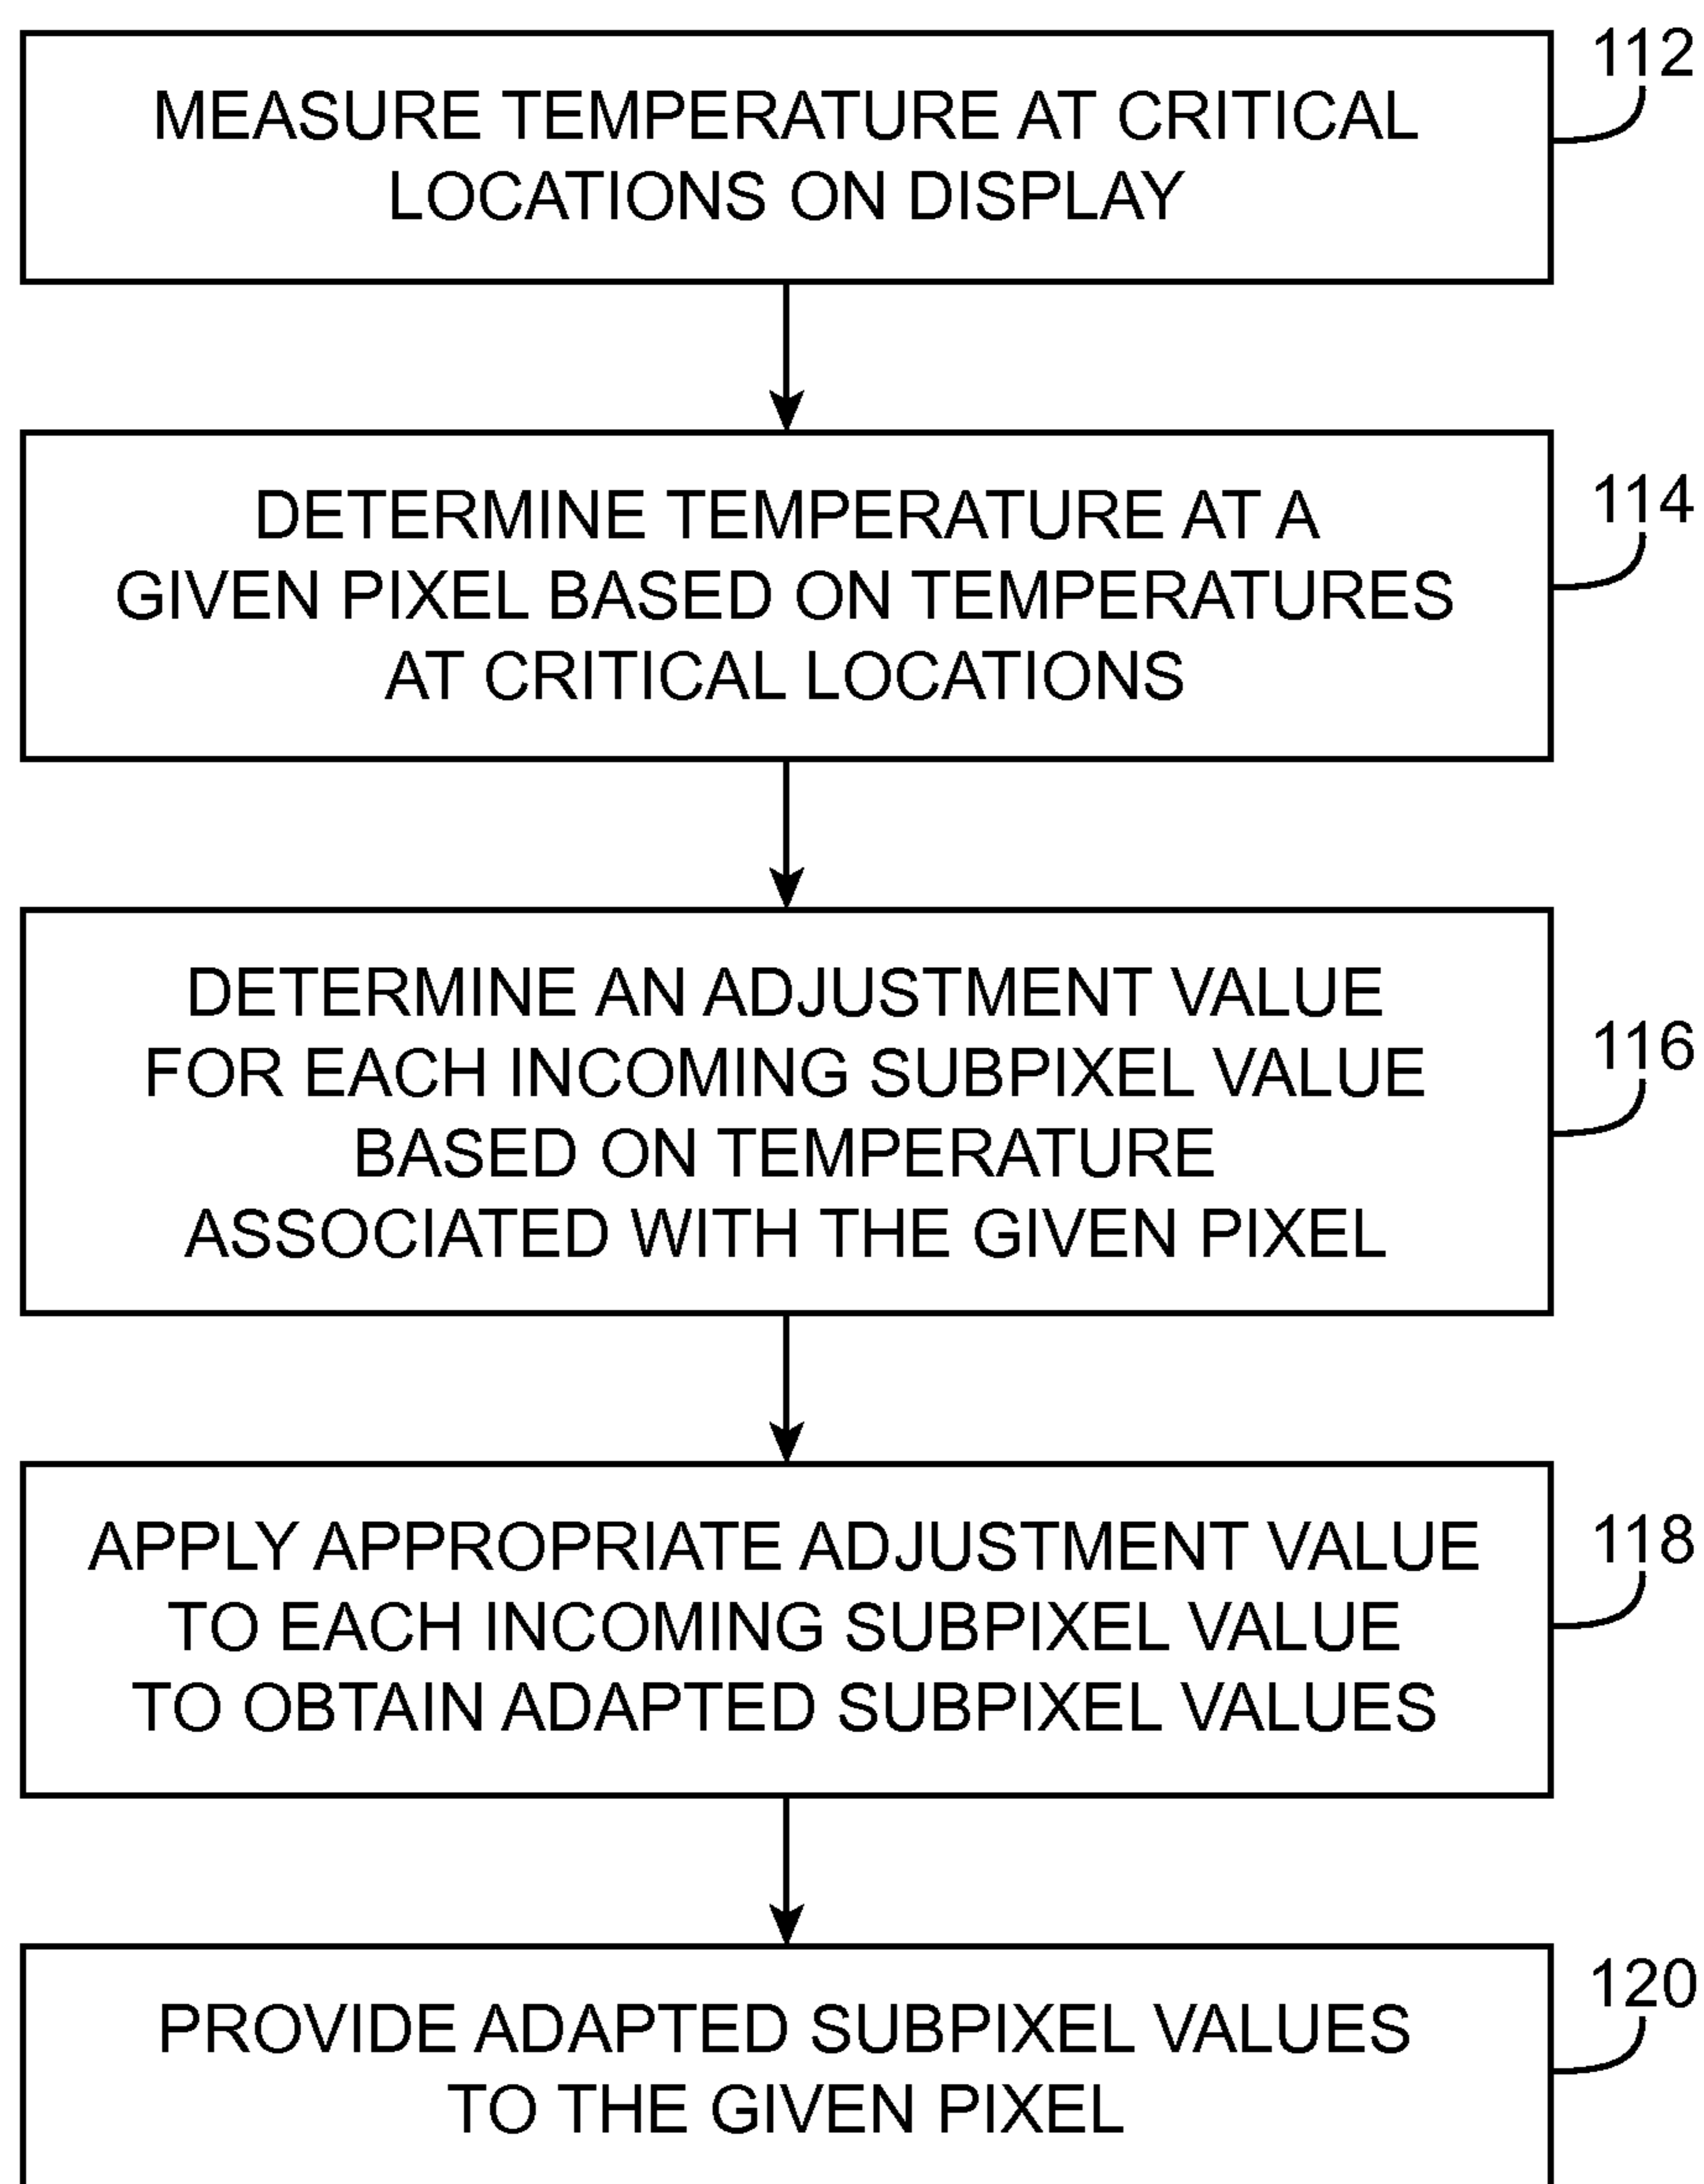 112
MEASURE TEMPERATURE AT CRITICAL
LOCATIONS ON DISPLAY
114
DETERMINE TEMPERATURE AT A
GIVEN PIXEL BASED ON TEMPERATURES
AT CRITICAL LOCATIONS
116
DETERMINE AN ADJUSTMENT VALUE
FOR EACH INCOMING SUBPIXEL VALUE
BASED ON TEMPERATURE
ASSOCIATED WITH THE GIVEN PIXEL
118
APPLY APPROPRIATE ADJUSTMENT VALUE
TO EACH INCOMING SUBPIXEL VALUE
TO OBTAIN ADAPTED SUBPIXEL VALUES
120
PROVIDE ADAPTED SUBPIXEL VALUES
TO THE GIVEN PIXEL